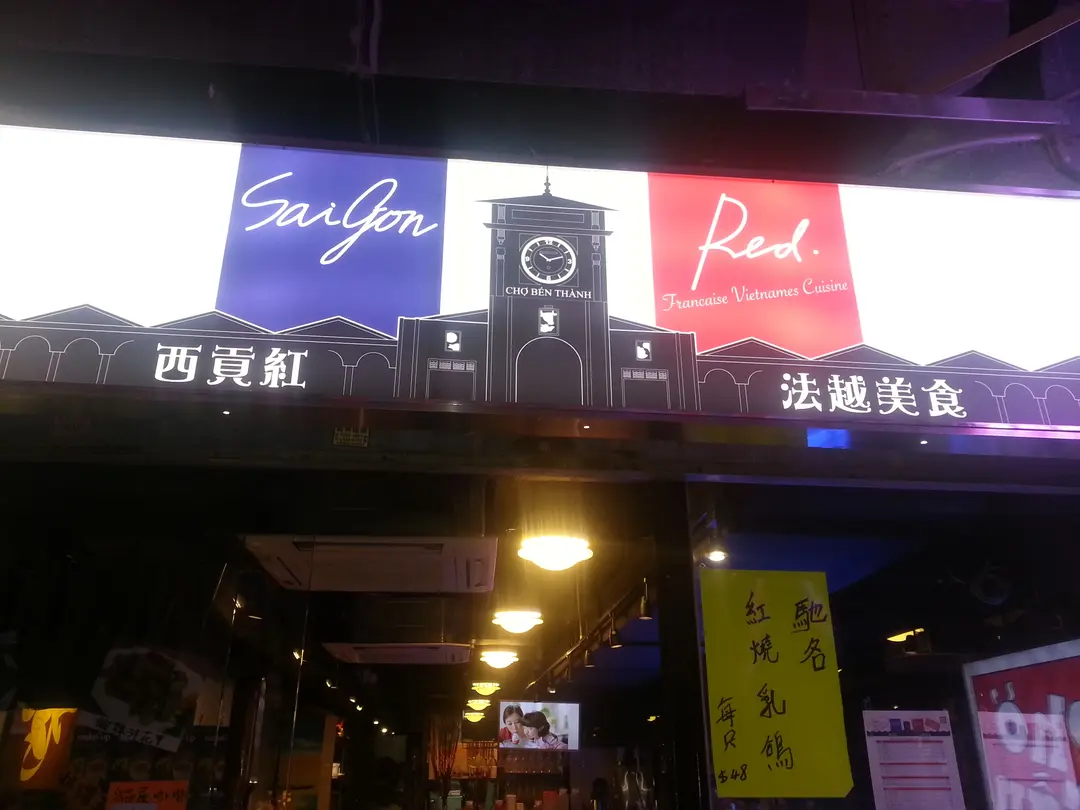 SaiGon
Red.
Francaise Vietnames Cuisine
CHỢ BẾN THÀNH
西貢紅
法越美食
馳名
紅燒乳鴿
每只
$48